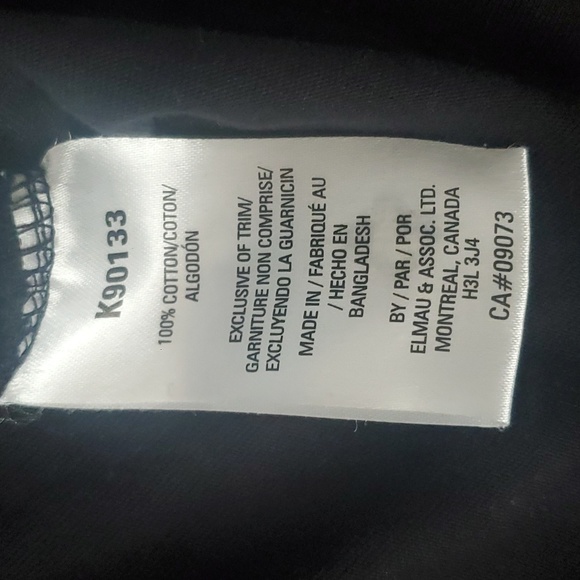 K90133
100% COTTON/COTON/
ALGODÓN
EXCLUSIVE OF TRIM/
GARNITURE NON COMPRISE/
EXCLUYENDO LA GUARNICIN
MADE IN / FABRIQUÉ AU
/ HECHO EN
BANGLADESH
BY / PAR / POR
ELMAU & ASSOC. LTD.
MONTREAL, CANADA
H3L 3J4
CA#09073